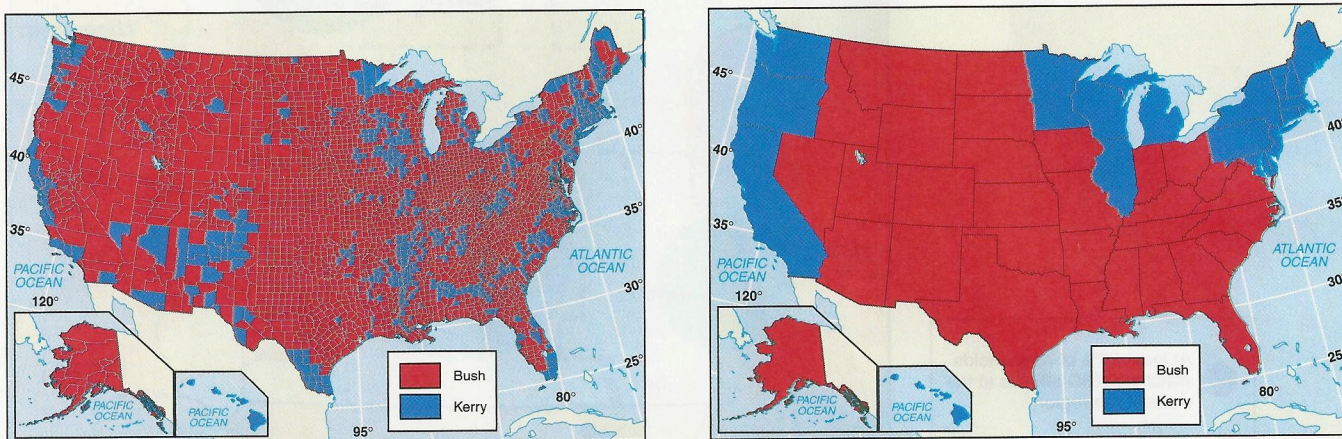 45°
40°
35°
40°
35°
30°
25°
PACIFIC
OCEAN
120°
ATLANTIC
OCEAN
PACIFIC
OCEAN
PACIFIC
OCEAN
Bush
Kerry
80°
95°
45°
40°
35°
40°
35°
30°
25°
PACIFIC
OCEAN
120°
ATLANTIC
OCEAN
PACIFIC
OCEAN
PACIFIC
OCEAN
Bush
Kerry
80°
95°